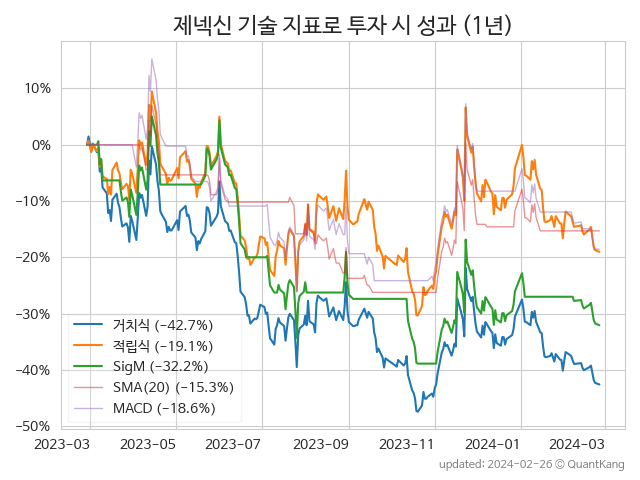 제넥신 기술 지표로 투자 시 성과 (1년)
10%
0%
−10%
−20%
−30%
−40%
−50%
거치식 (−42.7%)
적립식 (−19.1%)
SigM (−32.2%)
SMA(20) (−15.3%)
MACD (−18.6%)
2023-03 2023-05 2023-07 2023-09 2023-11 2024-01 2024-03
updated: 2024-02-26 ⓒ QuantKang